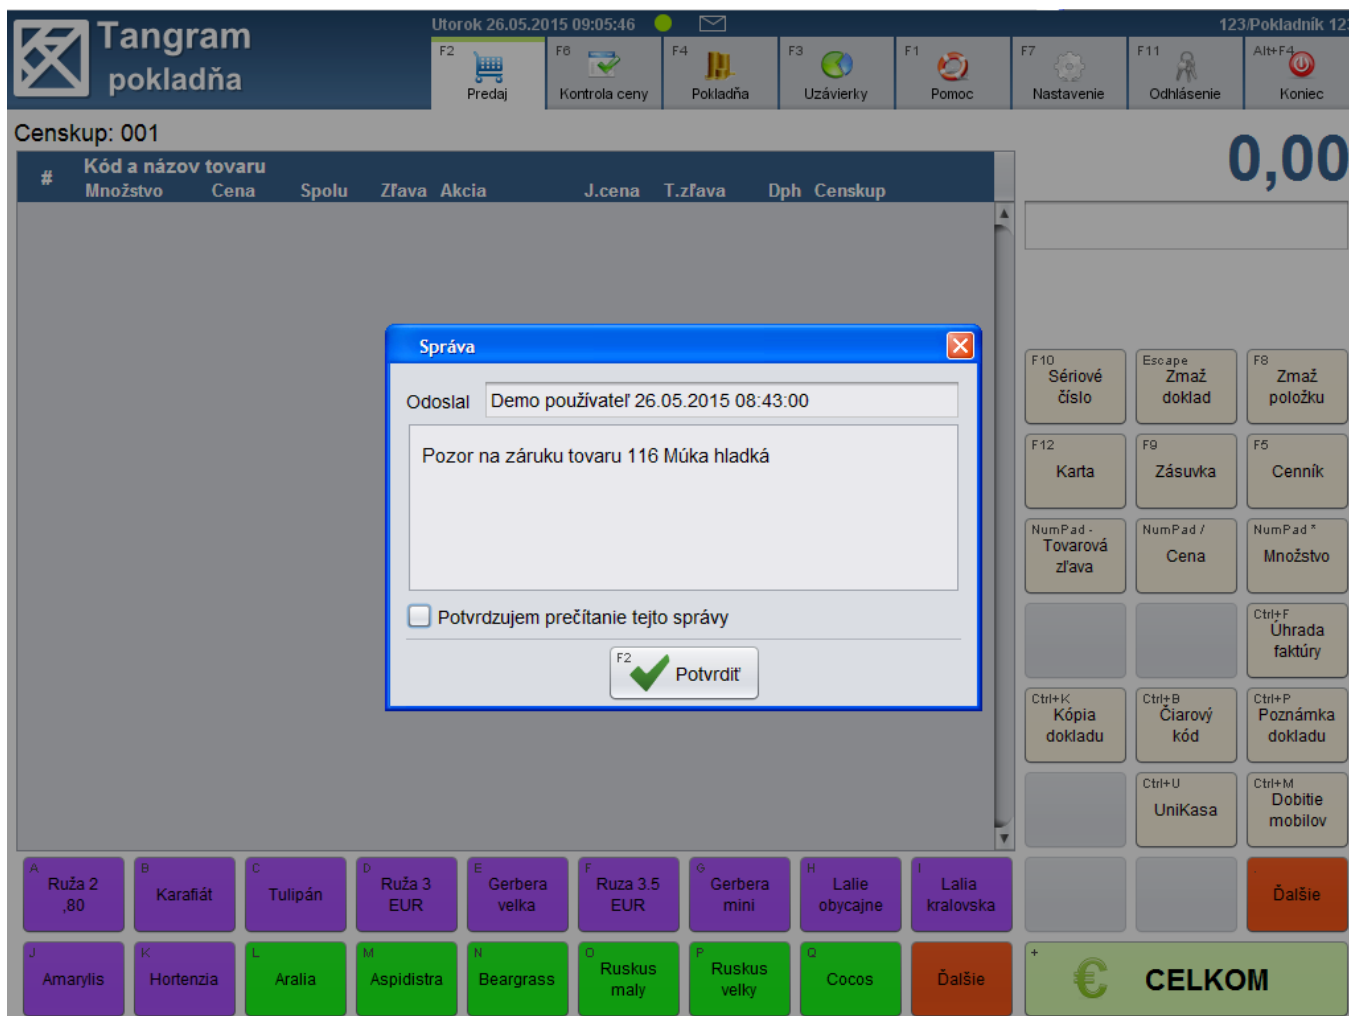 Tangram
pokladňa
Utorok 26.05.2015 09:05:46
123/Pokladník 123
F2 Predaj
F6 Kontrola ceny
F4 Pokladňa
F3 Uzávierky
F1 Pomoc
F7 Nastavenie
F11 Odhlásenie
Alt+F4 Koniec
Censkup: 001
0,00
# Kód a názov tovaru
Množstvo Cena Spolu Zľava Akcia J.cena T.zľava Dph Censkup
Správa
Odoslal Demo používateľ 26.05.2015 08:43:00
Pozor na záruku tovaru 116 Múka hladká
Potvrdzujem prečítanie tejto správy
F2 Potvrdiť
F10
Sériové
číslo
Escape
Zmaž
doklad
F8
Zmaž
položku
F12
Karta
F9
Zásuvka
F5
Cenník
NumPad -
Tovarová
zľava
NumPad /
Cena
NumPad *
Množstvo
Ctrl+F
Úhrada
faktúry
Ctrl+K
Kópia
dokladu
Ctrl+B
Čiarový
kód
Ctrl+P
Poznámka
dokladu
Ctrl+U
UniKasa
Ctrl+M
Dobitie
mobilov
.
Ďalšie
A
Ruža 2
,80
B
Karafiát
C
Tulipán
D
Ruža 3
EUR
E
Gerbera
velka
F
Ruza 3.5
EUR
G
Gerbera
mini
H
Lalie
obycajne
I
Lalia
kralovska
J
Amarylis
K
Hortenzia
L
Aralia
M
Aspidistra
N
Beargrass
O
Ruskus
maly
P
Ruskus
velky
Q
Cocos
Ďalšie
+
€ CELKOM